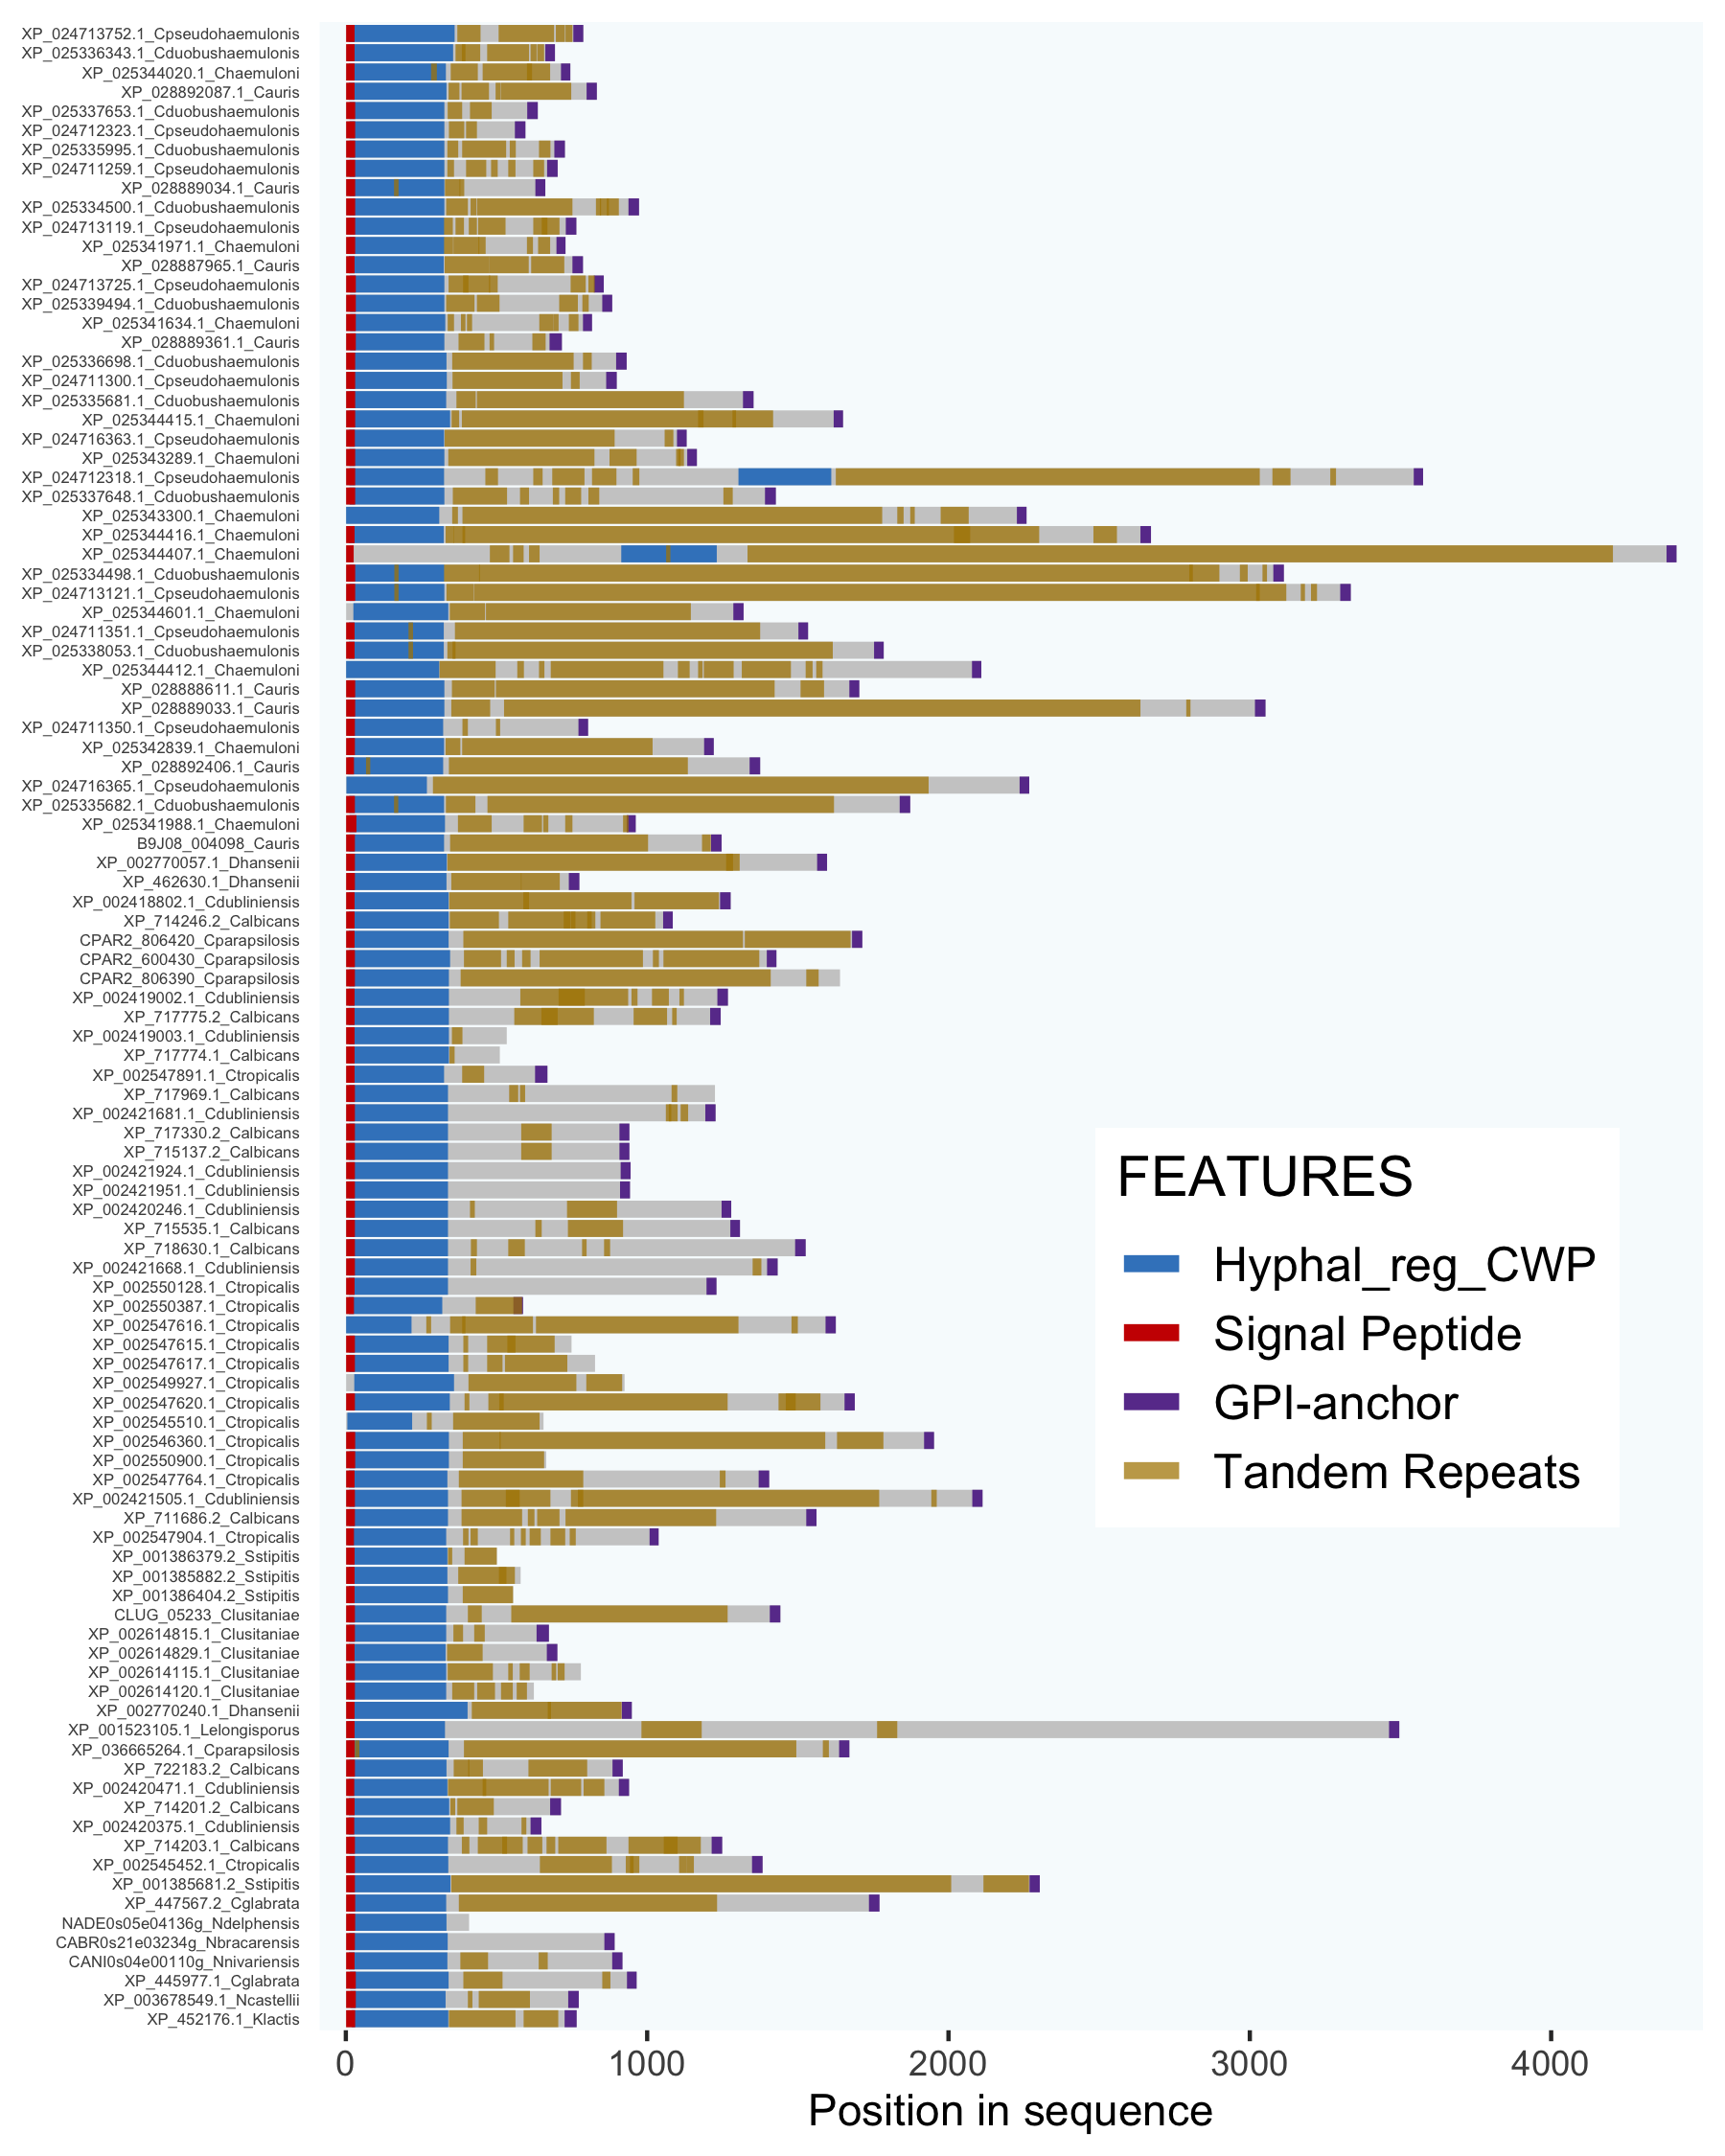 XP_024713752.1_Cpseudohaemulonis
XP_025336343.1_Cduobushaemulonis
XP_025344020.1_Chaemuloni
XP_028892087.1_Cauris
XP_025337653.1_Cduobushaemulonis
XP_024712323.1_Cpseudohaemulonis
XP_025335995.1_Cduobushaemulonis
XP_024711259.1_Cpseudohaemulonis
XP_028889034.1_Cauris
XP_025334500.1_Cduobushaemulonis
XP_024713119.1_Cpseudohaemulonis
XP_025341971.1_Chaemuloni
XP_028887965.1_Cauris
XP_024713725.1_Cpseudohaemulonis
XP_025339494.1_Cduobushaemulonis
XP_025341634.1_Chaemuloni
XP_028889361.1_Cauris
XP_025336698.1_Cduobushaemulonis
XP_024711300.1_Cpseudohaemulonis
XP_025335681.1_Cduobushaemulonis
XP_025344415.1_Chaemuloni
XP_024716363.1_Cpseudohaemulonis
XP_025343289.1_Chaemuloni
XP_024712318.1_Cpseudohaemulonis
XP_025337648.1_Cduobushaemulonis
XP_025343300.1_Chaemuloni
XP_025344416.1_Chaemuloni
XP_025344407.1_Chaemuloni
XP_025334498.1_Cduobushaemulonis
XP_024713121.1_Cpseudohaemulonis
XP_025344601.1_Chaemuloni
XP_024711351.1_Cpseudohaemulonis
XP_025338053.1_Cduobushaemulonis
XP_025344412.1_Chaemuloni
XP_028888611.1_Cauris
XP_028889033.1_Cauris
XP_024711350.1_Cpseudohaemulonis
XP_025342839.1_Chaemuloni
XP_028892406.1_Cauris
XP_024716365.1_Cpseudohaemulonis
XP_025335682.1_Cduobushaemulonis
XP_025341988.1_Chaemuloni
B9J08_004098_Cauris
XP_002770057.1_Dhansenii
XP_462630.1_Dhansenii
XP_002418802.1_Cdubliniensis
XP_714246.2_Calbicans
CPAR2_806420_Cparapsilosis
CPAR2_600430_Cparapsilosis
CPAR2_806390_Cparapsilosis
XP_002419002.1_Cdubliniensis
XP_717775.2_Calbicans
XP_002419003.1_Cdubliniensis
XP_717774.1_Calbicans
XP_002547891.1_Ctropicalis
XP_717969.1_Calbicans
XP_002421681.1_Cdubliniensis
XP_717330.2_Calbicans
XP_715137.2_Calbicans
XP_002421924.1_Cdubliniensis
XP_002421951.1_Cdubliniensis
XP_002420246.1_Cdubliniensis
XP_715535.1_Calbicans
XP_718630.1_Calbicans
XP_002421668.1_Cdubliniensis
XP_002550128.1_Ctropicalis
XP_002550387.1_Ctropicalis
XP_002547616.1_Ctropicalis
XP_002547615.1_Ctropicalis
XP_002547617.1_Ctropicalis
XP_002549927.1_Ctropicalis
XP_002547620.1_Ctropicalis
XP_002545510.1_Ctropicalis
XP_002546360.1_Ctropicalis
XP_002550900.1_Ctropicalis
XP_002547764.1_Ctropicalis
XP_002421505.1_Cdubliniensis
XP_711686.2_Calbicans
XP_002547904.1_Ctropicalis
XP_001386379.2_Sstipitis
XP_001385882.2_Sstipitis
XP_001386404.2_Sstipitis
CLUG_05233_Clusitaniae
XP_002614815.1_Clusitaniae
XP_002614829.1_Clusitaniae
XP_002614115.1_Clusitaniae
XP_002614120.1_Clusitaniae
XP_002770240.1_Dhansenii
XP_001523105.1_Lelongisporus
XP_036665264.1_Cparapsilosis
XP_722183.2_Calbicans
XP_002420471.1_Cdubliniensis
XP_714201.2_Calbicans
XP_002420375.1_Cdubliniensis
XP_714203.1_Calbicans
XP_002545452.1_Ctropicalis
XP_001385681.2_Sstipitis
XP_447567.2_Cglabrata
NADE0s05e04136g_Ndelphensis
CABR0s21e03234g_Nbracarensis
CANI0s04e00110g_Nnivariensis
XP_445977.1_Cglabrata
XP_003678549.1_Ncastellii
XP_452176.1_Klactis
FEATURES
Hyphal_reg_CWP
Signal Peptide
GPI-anchor
Tandem Repeats
0 1000 2000 3000 4000
Position in sequence